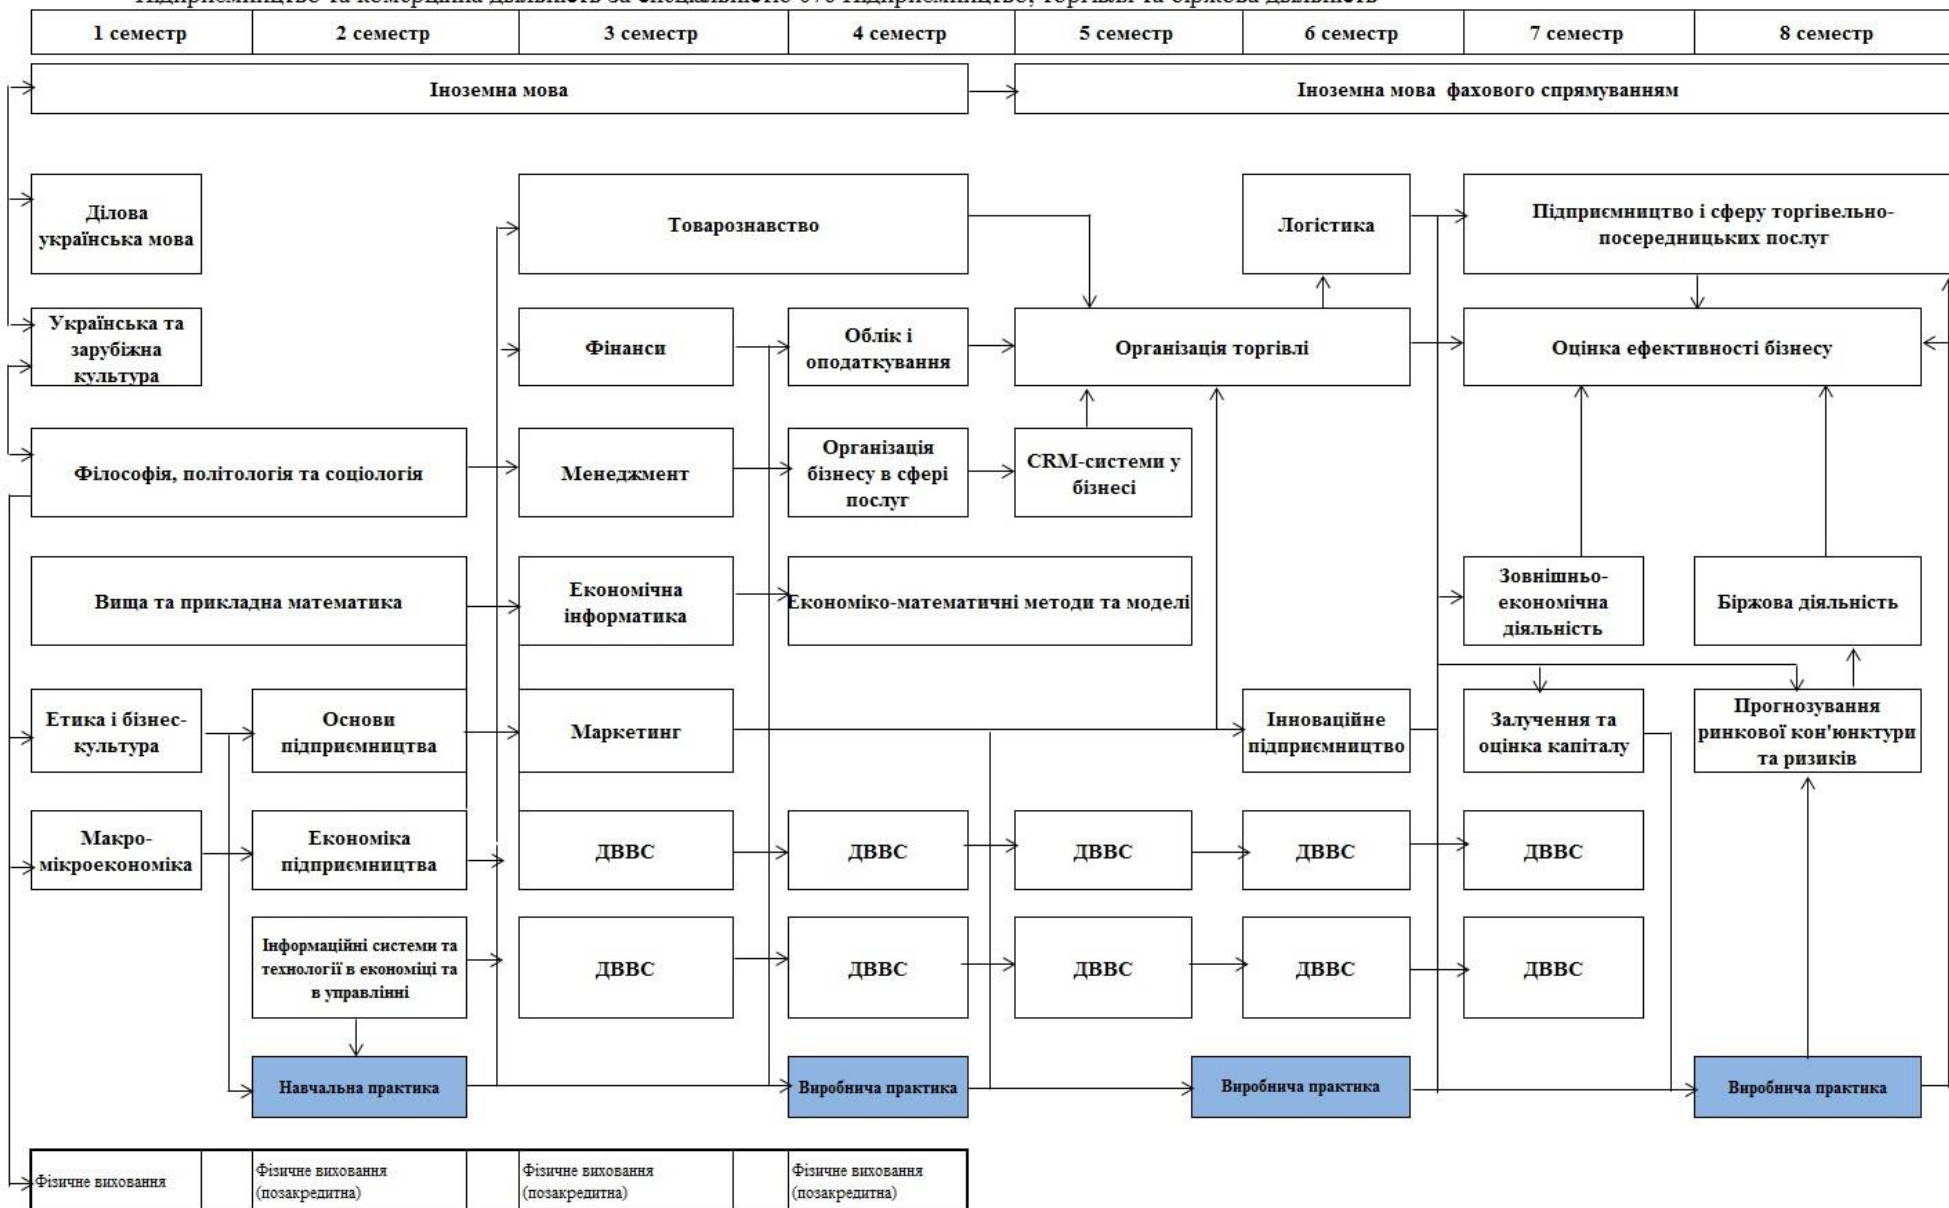 1 семестр
2 семестр
3 семестр
4 семестр
5 семестр
6 семестр
7 семестр
8 семестр
Іноземна мова
Іноземна мова фахового спрямуванням
Ділова
українська мова
Товарознавство
Логістика
Підприємництво і сферу торгівельно-
посередницьких послуг
Українська та
зарубіжна
культура
Фінанси
Облік і
оподаткування
Організація торгівлі
Оцінка ефективності бізнесу
Філософія, політологія та соціологія
Менеджмент
Організація
бізнесу в сфері
послуг
CRM-системи у
бізнесі
Вища та прикладна математика
Економічна
інформатика
Економіко-математичні методи та моделі
Зовнішньо-
економічна
діяльність
Біржова діяльність
Етика і бізнес-
культура
Основи
підприємництва
Маркетинг
Інноваційне
підприємництво
Залучення та
оцінка капіталу
Прогнозування
ринкової кон'юнктури
та ризиків
Макро-
мікроекономіка
Економіка
підприємництва
ДВВС
ДВВС
ДВВС
ДВВС
ДВВС
Інформаційні системи та
технології в економіці та
в управлінні
ДВВС
ДВВС
ДВВС
ДВВС
ДВВС
Навчальна практика
Виробнича практика
Виробнича практика
Виробнича практика
Фізичне виховання
Фізичне виховання
(позакредитна)
Фізичне виховання
(позакредитна)
Фізичне виховання
(позакредитна)